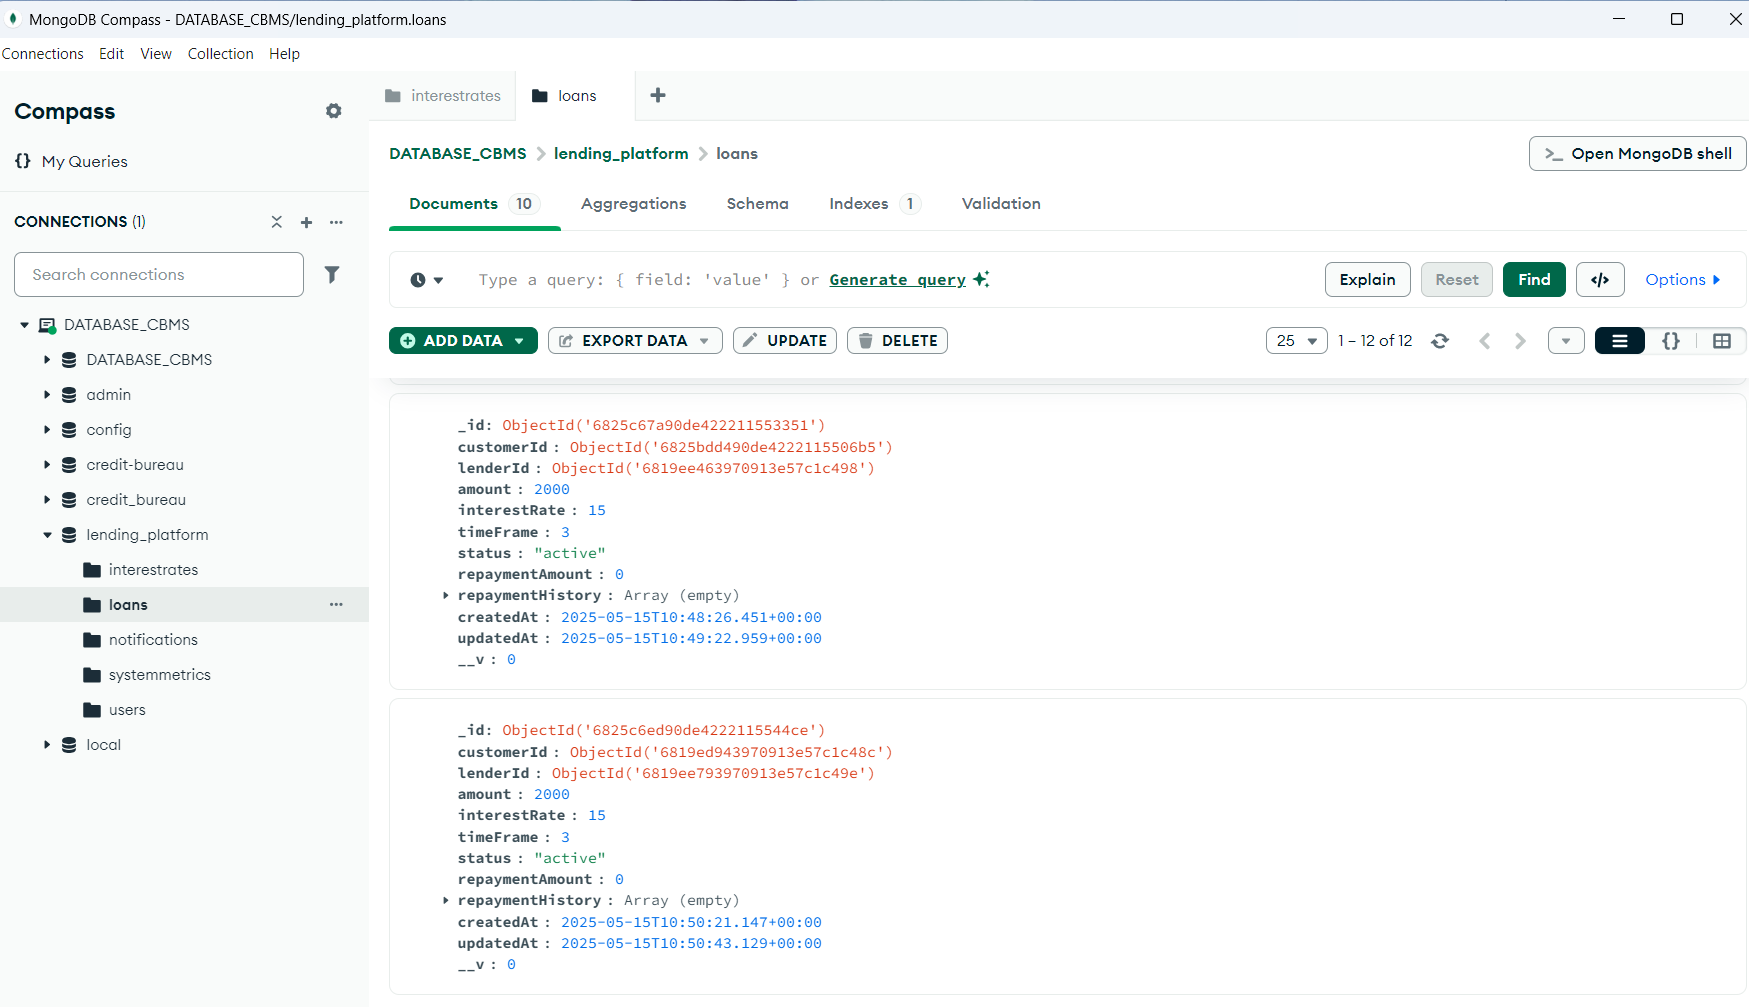 MongoDB Compass - DATABASE_CBMS/lending_platform.loans
Connections Edit View Collection Help
Compass
My Queries
CONNECTIONS (1)
Search connections
DATABASE_CBMS
DATABASE_CBMS
admin
config
credit-bureau
credit_bureau
lending_platform
interestrates
loans
notifications
systemmetrics
users
local
interestrates loans
DATABASE_CBMS lending_platform loans
>_ Open MongoDB shell
Documents 10 Aggregations Schema Indexes 1 Validation
Type a query: { field: 'value' } or Generate query
Explain Reset Find </> Options
ADD DATA EXPORT DATA UPDATE DELETE
25 1 – 12 of 12 {}
_id: ObjectId('6825c67a90de422211553351')
customerId : ObjectId('6825bdd490de4222115506b5')
lenderId : ObjectId('6819ee463970913e57c1c498')
amount : 2000
interestRate : 15
timeFrame : 3
status : "active"
repaymentAmount : 0
repaymentHistory : Array (empty)
createdAt : 2025-05-15T10:48:26.451+00:00
updatedAt : 2025-05-15T10:49:22.959+00:00
__v : 0
_id: ObjectId('6825c6ed90de4222115544ce')
customerId : ObjectId('6819ed943970913e57c1c48c')
lenderId : ObjectId('6819ee793970913e57c1c49e')
amount : 2000
interestRate : 15
timeFrame : 3
status : "active"
repaymentAmount : 0
repaymentHistory : Array (empty)
createdAt : 2025-05-15T10:50:21.147+00:00
updatedAt : 2025-05-15T10:50:43.129+00:00
__v : 0